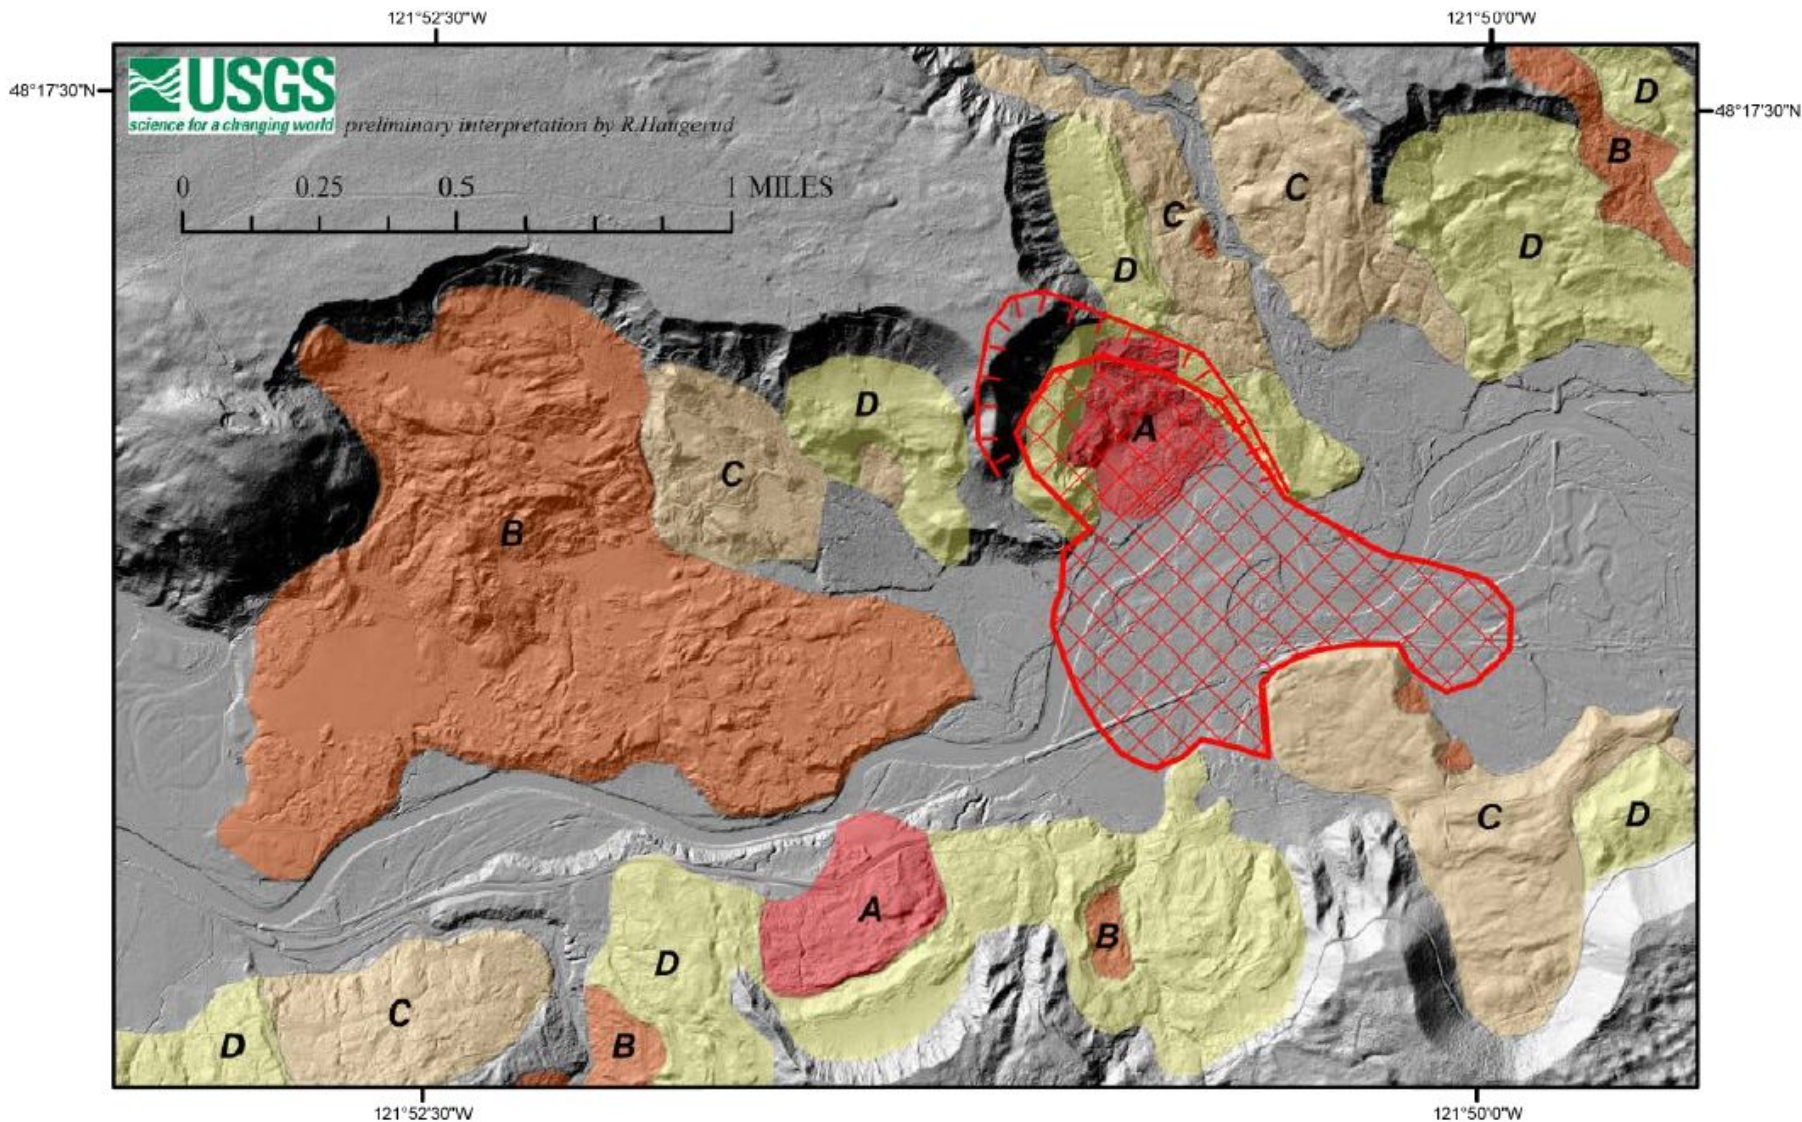 121°52'30"W 121°50'0"W
48°17'30"N
48°17'30"N
USGS
science for a changing world preliminary interpretation by R.Haugerud
0 0.25 0.5 1 MILES
D
B
C
C
D
D
D
A
C
B
C
D
A
B
D
C
D
B
C
D
121°52'30"W 121°50'0"W